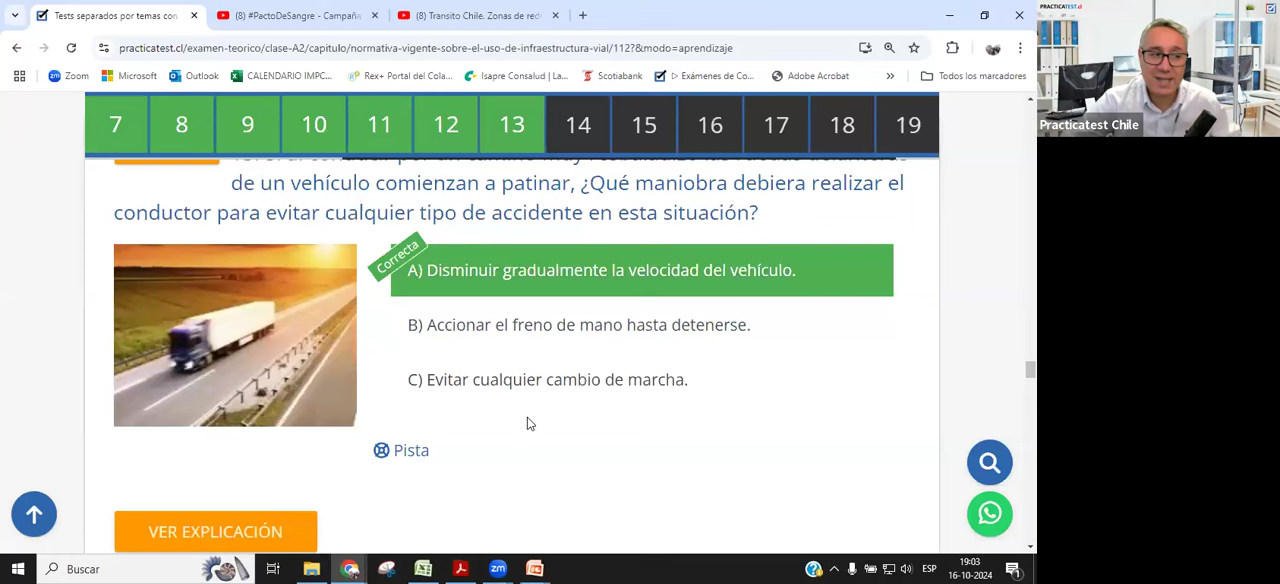 Tests separados por temas con
(8) #PactoDeSangre - Cantinaña
(8) Transito Chile. Zonas de red
practicatest.cl/examen-teorico/clase-A2/capitulo/normativa-vigente-sobre-el-uso-de-infraestructura-vial/112?&modo=aprendizaje
Zoom
Microsoft
Outlook
CALENDARIO IMPC...
Rex+ Portal del Cola...
Isapre Consalud | La...
Scotiabank
Exámenes de Co...
Adobe Acrobat
»
Todos los marcadores
PRACTICATEST.cl
Practicatest Chile
7 8 9 10 11 12 13 14 15 16 17 18 19
de un vehículo comienzan a patinar, ¿Qué maniobra debiera realizar el
conductor para evitar cualquier tipo de accidente en esta situación?
Correcta
A) Disminuir gradualmente la velocidad del vehículo.
B) Accionar el freno de mano hasta detenerse.
C) Evitar cualquier cambio de marcha.
Pista
VER EXPLICACIÓN
Buscar
ESP
19:03
16-10-2024
1